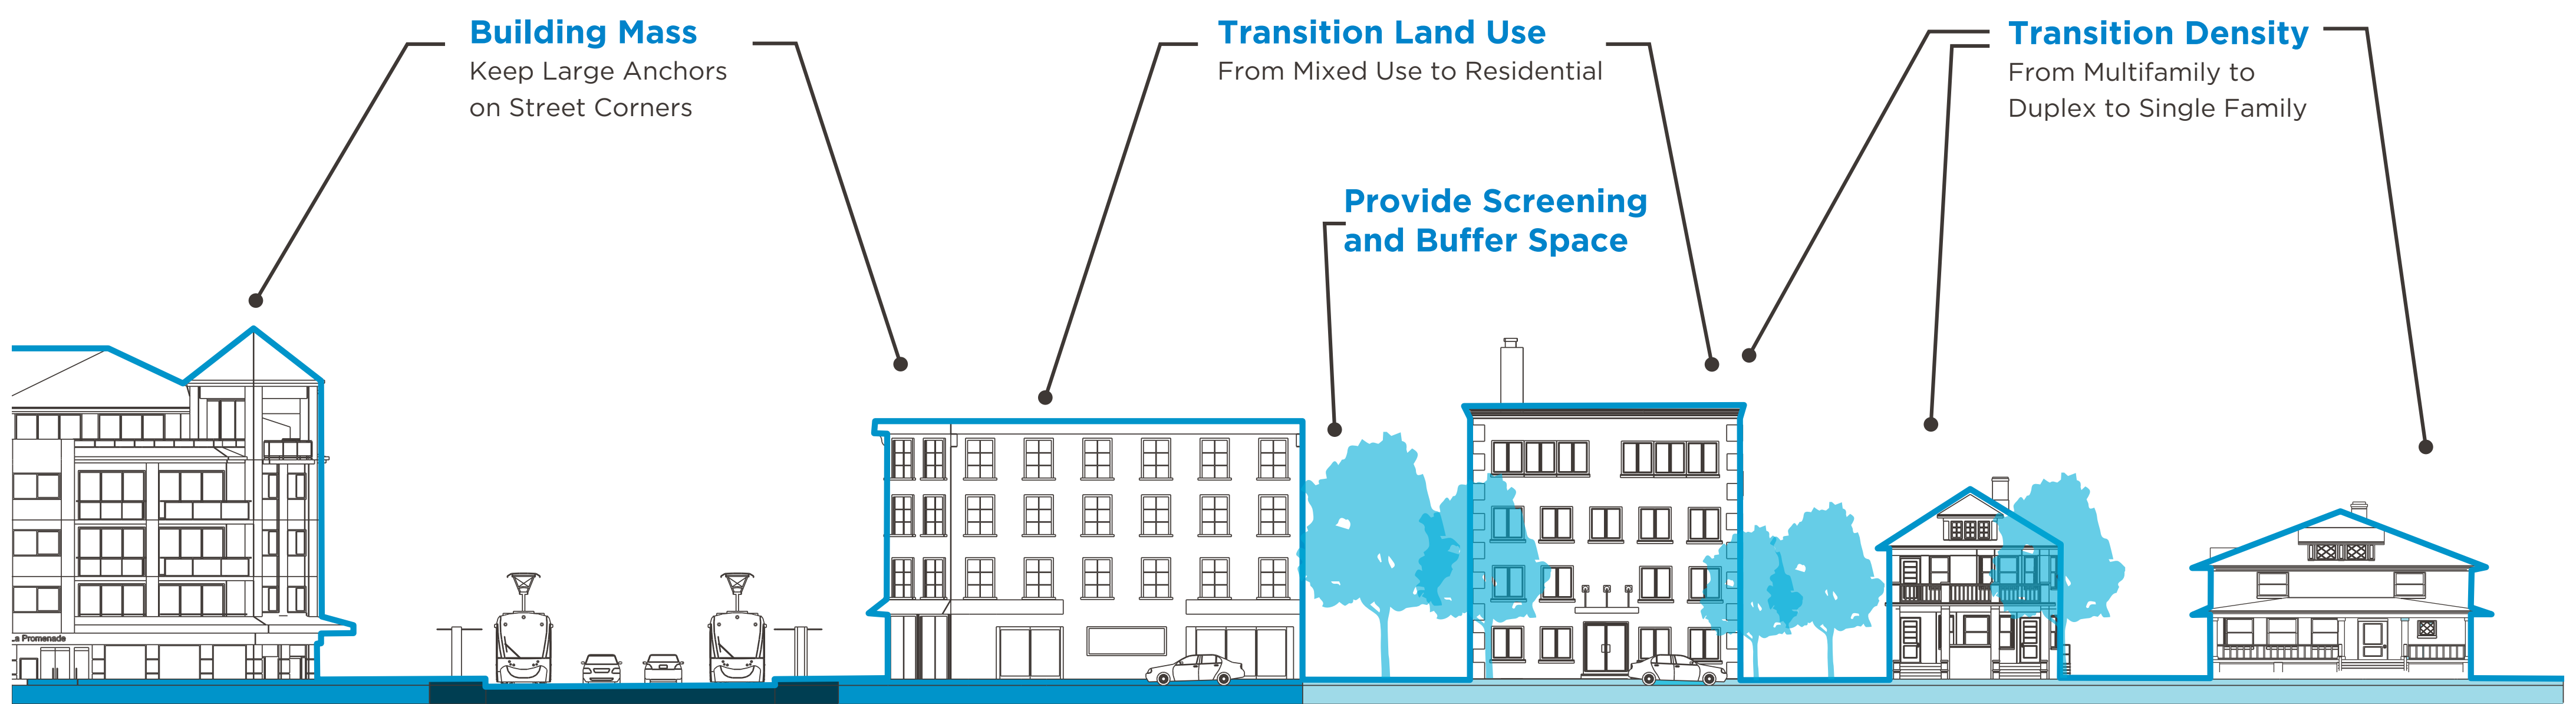 Building Mass
Keep Large Anchors
on Street Corners
Transition Land Use
From Mixed Use to Residential
Provide Screening
and Buffer Space
Transition Density
From Multifamily to
Duplex to Single Family
a Promenade